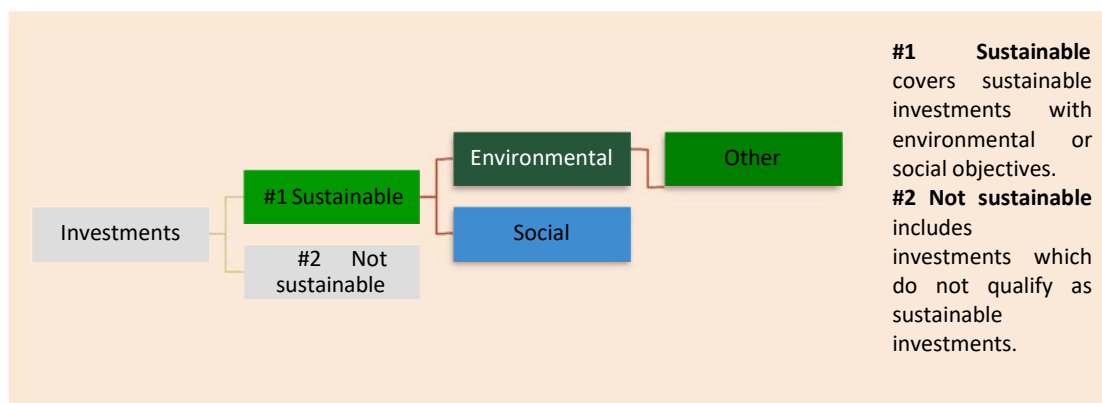 Investments
#1 Sustainable
#2 Not
sustainable
Environmental
Social
Other
#1 Sustainable
covers sustainable
investments with
environmental or
social objectives.
#2 Not sustainable
includes
investments which
do not qualify as
sustainable
investments.